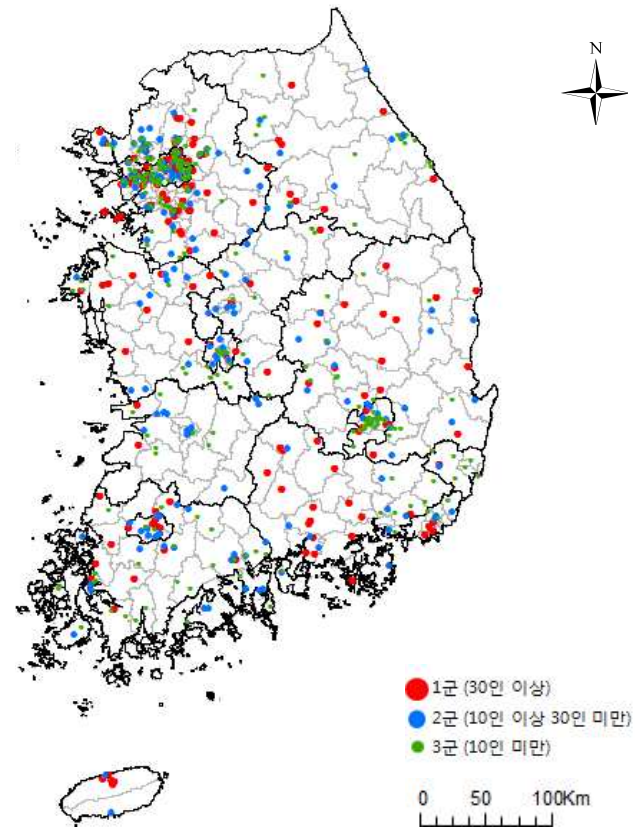 N
1군 (30인 이상)
2군 (10인 이상 30인 미만)
3군 (10인 미만)
0 50 100Km